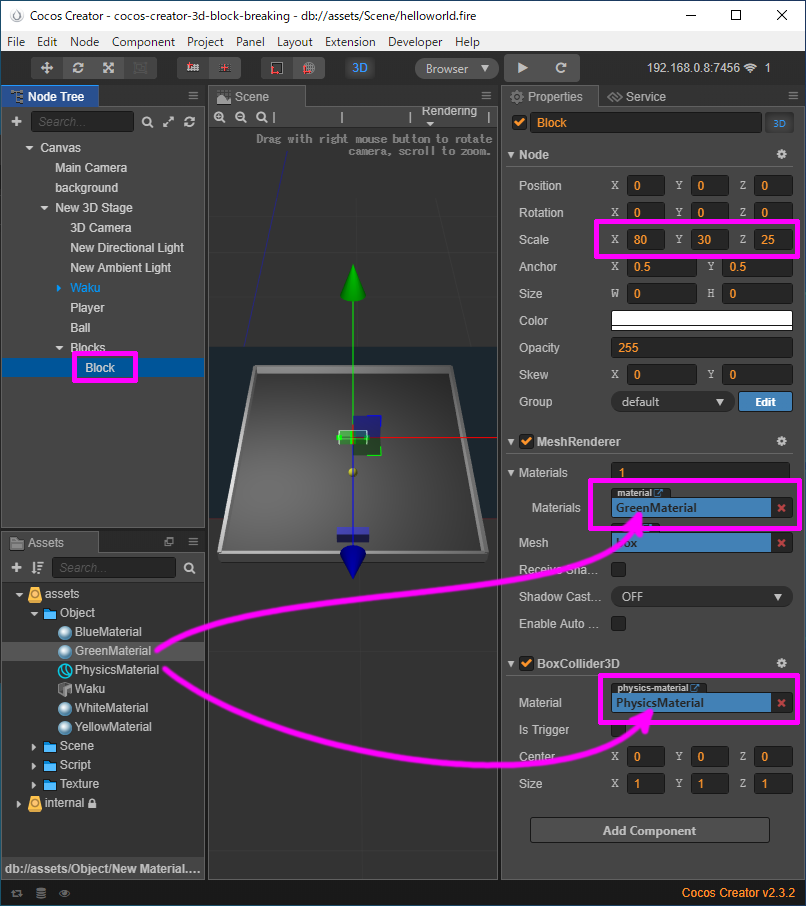 Cocos Creator - cocos-creator-3d-block-breaking - db://assets/Scene/helloworld.fire
File Edit Node Component Project Panel Layout Extension Developer Help
3D Browser 192.168.0.8:7456 1
Node Tree
Search...
Canvas
Main Camera
background
New 3D Stage
3D Camera
New Directional Light
New Ambient Light
Waku
Player
Ball
Blocks
Block
Assets
Search...
assets
Object
BlueMaterial
GreenMaterial
PhysicsMaterial
Waku
WhiteMaterial
YellowMaterial
Scene
Script
Texture
internal
db://assets/Object/New Material....
Scene
Rendering
Drag with right mouse button to rotate
camera, scroll to zoom.
Properties Service
Block 3D
Node
Position X 0 Y 0 Z 0
Rotation X 0 Y 0 Z 0
Scale X 80 Y 30 Z 25
Anchor X 0.5 Y 0.5
Size W 0 H 0
Color
Opacity 255
Skew X 0 Y 0
Group default Edit
MeshRenderer
Materials 1
material
Materials GreenMaterial
Mesh
Receive Sha...
Shadow Cast... OFF
Enable Auto ...
BoxCollider3D
physics-material
Material PhysicsMaterial
Is Trigger
Center X 0 Y 0 Z 0
Size X 1 Y 1 Z 1
Add Component
Cocos Creator v2.3.2